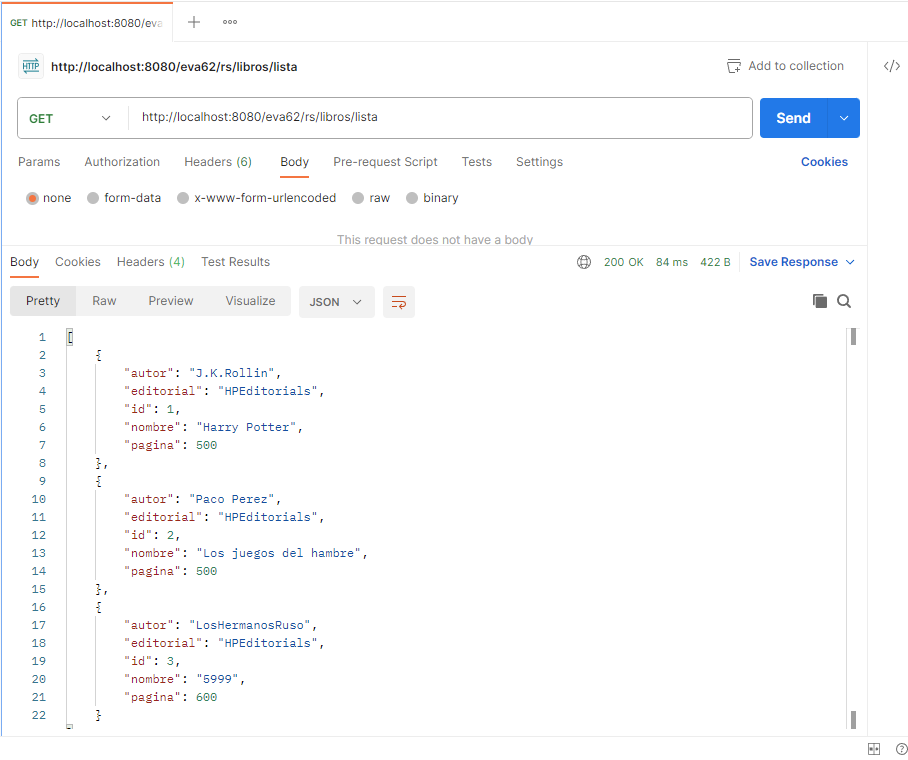 GET http://localhost:8080/eva
HTTP http://localhost:8080/eva62/rs/libros/lista
Add to collection
</>
GET http://localhost:8080/eva62/rs/libros/lista
Send
Params Authorization Headers (6) Body Pre-request Script Tests Settings Cookies
none form-data x-www-form-urlencoded raw binary
This request does not have a body
Body Cookies Headers (4) Test Results 200 OK 84 ms 422 B Save Response
Pretty Raw Preview Visualize JSON
1 [
2 {
3 "autor": "J.K.Rollin",
4 "editorial": "HPEditorials",
5 "id": 1,
6 "nombre": "Harry Potter",
7 "pagina": 500
8 },
9 {
10 "autor": "Paco Perez",
11 "editorial": "HPEditorials",
12 "id": 2,
13 "nombre": "Los juegos del hambre",
14 "pagina": 500
15 },
16 {
17 "autor": "LosHermanosRuso",
18 "editorial": "HPEditorials",
19 "id": 3,
20 "nombre": "5999",
21 "pagina": 600
22 }